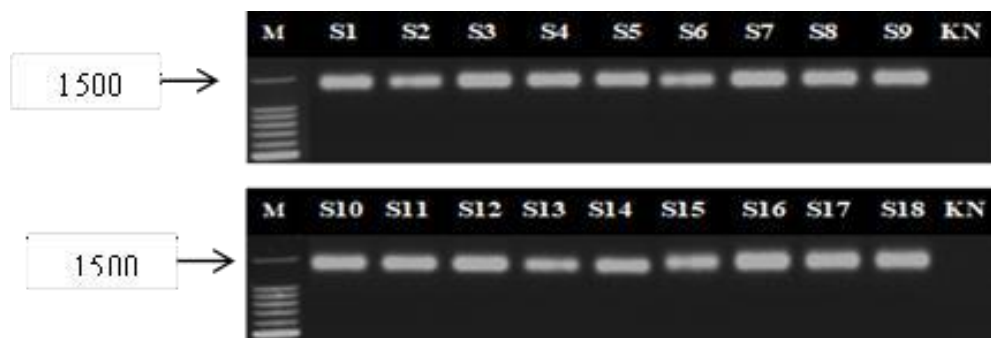 M S1 S2 S3 S4 S5 S6 S7 S8 S9 KN
1500
M S10 S11 S12 S13 S14 S15 S16 S17 S18 KN
1500